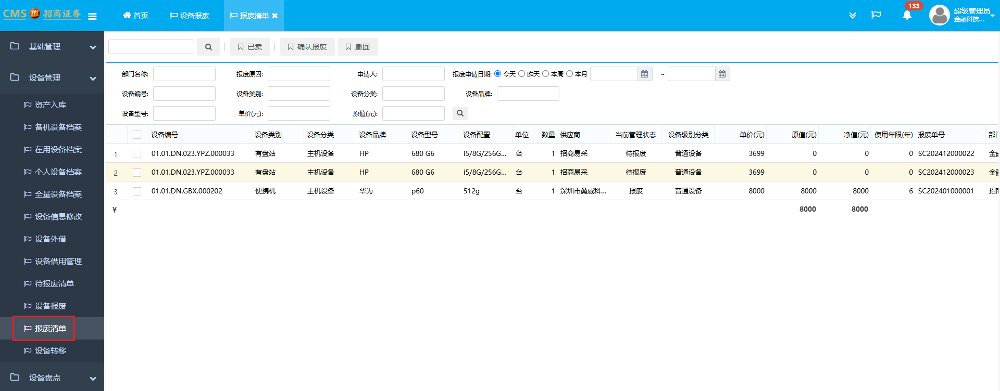 CMS 招商证券
首页
设备报废
报废清单
133
超级管理员
金融科技...
基础管理
设备管理
资产入库
备机设备档案
在用设备档案
个人设备档案
全量设备档案
设备信息修改
设备外借
设备借用管理
待报废清单
设备报废
报废清单
设备转移
设备盘点
已卖
确认报废
撤回
部门名称: 报废原因: 申请人: 报废申请日期: 今天 昨天 本周 本月 ~
设备编号: 设备类别: 设备分类: 设备品牌:
设备型号: 单价(元): 原值(元):
设备编号 设备类别 设备分类 设备品牌 设备型号 设备配置 单位 数量 供应商 当前管理状态 设备级别分类 单价(元) 原值(元) 净值(元) 使用年限(年) 报废单号 部门
1 01.01.DN.023.YPZ.000033 有盘站 主机设备 HP 680 G6 i5/8G/256G... 台 1 招商易采 待报废 普通设备 3699 0 0 0 SC202412000022 金融
2 01.01.DN.023.YPZ.000033 有盘站 主机设备 HP 680 G6 i5/8G/256G... 台 1 招商易采 待报废 普通设备 3699 0 0 0 SC202412000023 金融
3 01.01.DN.GBX.000202 便携机 主机设备 华为 p60 512g 台 1 深圳市桑威科... 报废 普通设备 8000 8000 8000 6 SC202401000001 招商
¥ 8000 8000